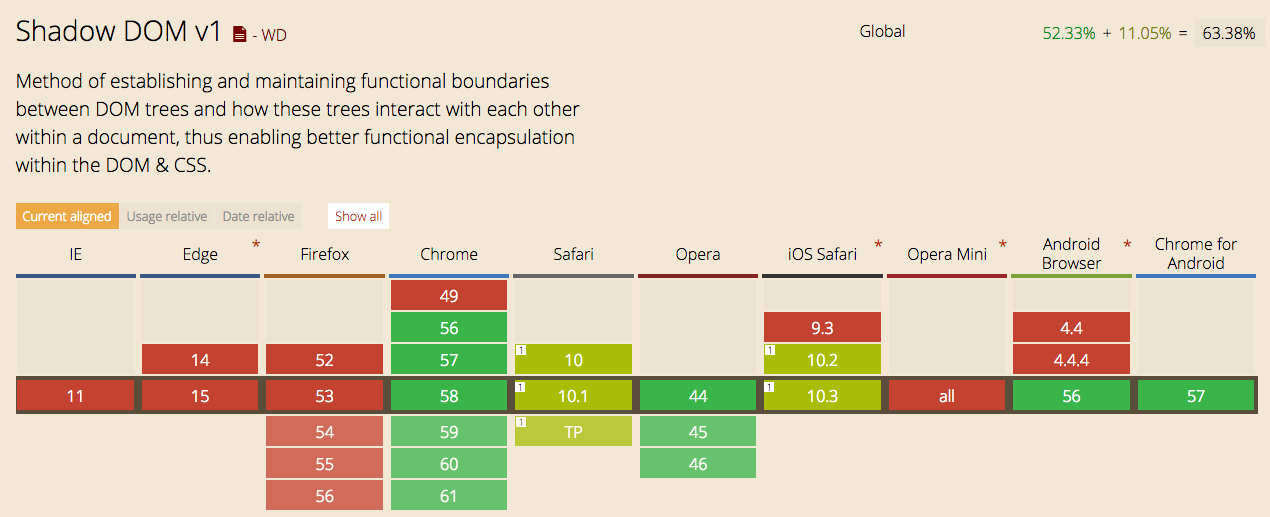 Shadow DOM v1 - WD
Global 52.33% + 11.05% = 63.38%
Method of establishing and maintaining functional boundaries
between DOM trees and how these trees interact with each other
within a document, thus enabling better functional encapsulation
within the DOM & CSS.
Current aligned Usage relative Date relative Show all
IE Edge * Firefox Chrome Safari Opera iOS Safari * Opera Mini * Android Browser * Chrome for Android
49
56 9.3 4.4
14 52 57 1 10 1 10.2 4.4.4
11 15 53 58 1 10.1 44 1 10.3 all 56 57
54 59 1 TP 45
55 60 46
56 61